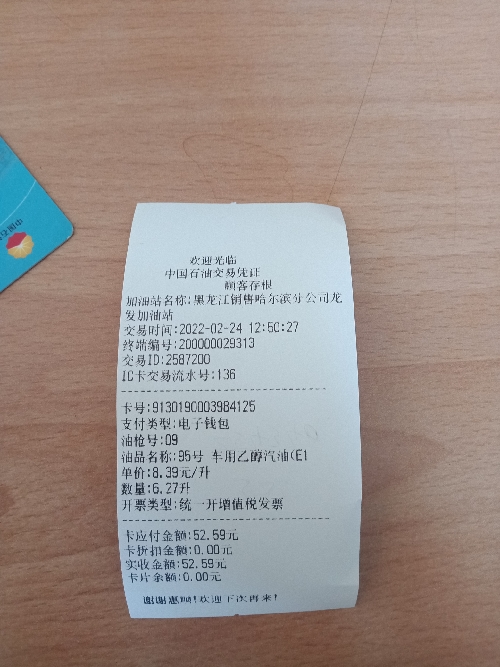 欢迎光临
中国石油交易凭证
顾客存根
加油站名称:黑龙江销售哈尔滨分公司龙
发加油站
交易时间:2022-02-24 12:50:27
终端编号:200000029313
交易ID:2587200
IC卡交易流水号:136
卡号:9130190003984125
支付类型:电子钱包
油枪号:09
油品名称:95号 车用乙醇汽油(E1
单价:8.39元/升
数量:6.27升
开票类型:统一开增值税发票
卡应付金额:52.59元
卡折扣金额:0.00元
实收金额:52.59元
卡片余额:0.00元
谢谢惠顾!欢迎下次再来!